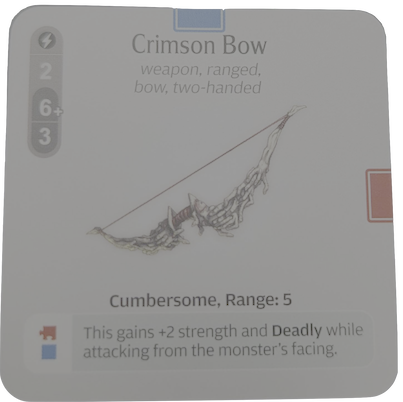 Crimson Bow
weapon, ranged,
bow, two-handed
2
6+
3
Cumbersome, Range: 5
This gains +2 strength and Deadly while
attacking from the monster's facing.